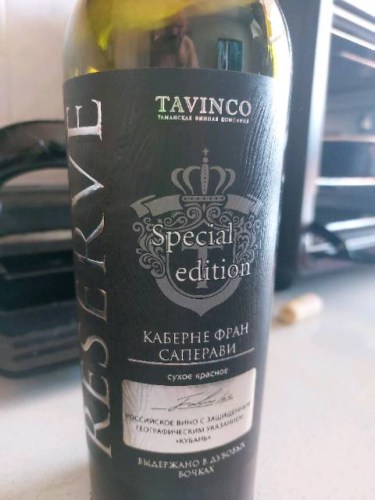 TAVINCO
ТАМАНСКАЯ ВИННАЯ КОМПАНИЯ
RESERVE
Special
edition
КАБЕРНЕ ФРАН
САПЕРАВИ
сухое красное
РОССИЙСКОЕ ВИНО С ЗАЩИЩЕННЫМ
ГЕОГРАФИЧЕСКИМ УКАЗАНИЕМ
«КУБАНЬ»
ВЫДЕРЖАНО В ДУБОВЫХ
БОЧКАХ